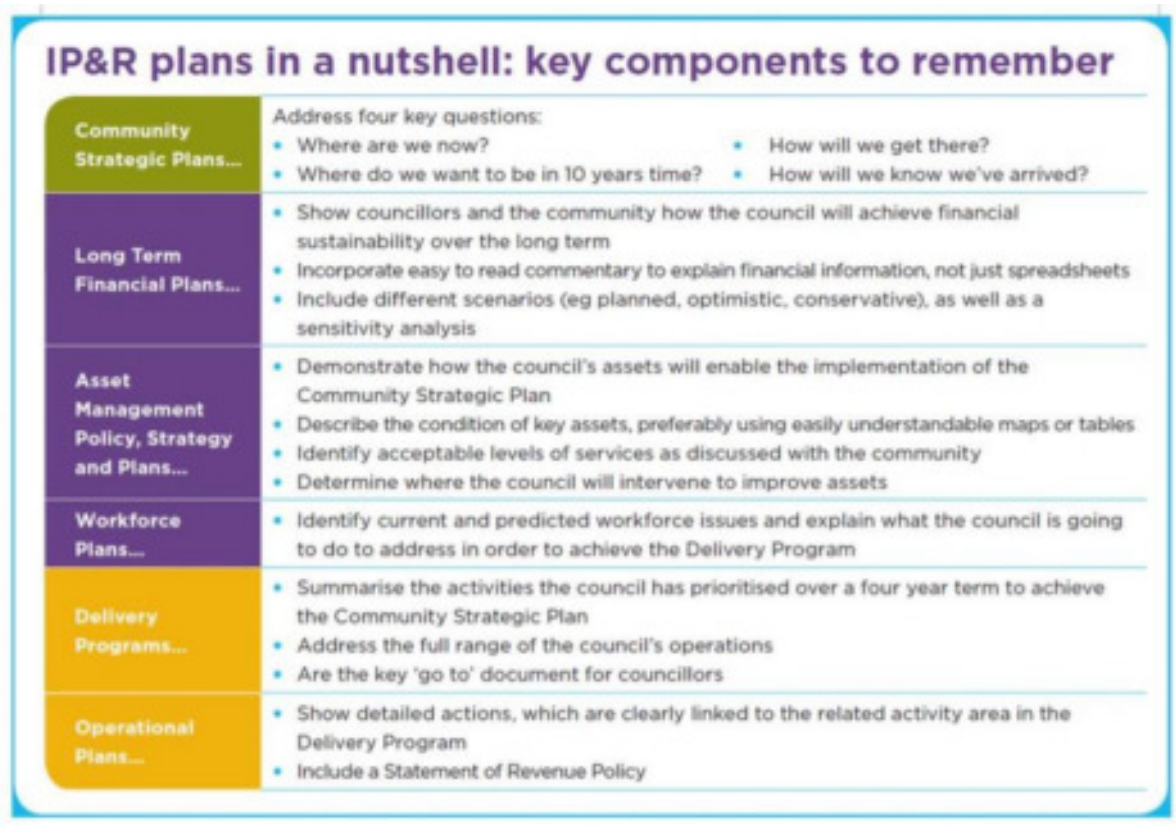 IP&R plans in a nutshell: key components to remember
Community
Strategic Plans...
Address four key questions:
• Where are we now?
• Where do we want to be in 10 years time?
• How will we get there?
• How will we know we've arrived?
Long Term
Financial Plans...
• Show councillors and the community how the council will achieve financial
sustainability over the long term
• Incorporate easy to read commentary to explain financial information, not just spreadsheets
• Include different scenarios (eg planned, optimistic, conservative), as well as a
sensitivity analysis
Asset
Management
Policy, Strategy
and Plans...
• Demonstrate how the council's assets will enable the implementation of the
Community Strategic Plan
• Describe the condition of key assets, preferably using easily understandable maps or tables
• Identify acceptable levels of services as discussed with the community
• Determine where the council will intervene to improve assets
Workforce
Plans...
• Identify current and predicted workforce issues and explain what the council is going
to do to address in order to achieve the Delivery Program
Delivery
Programs...
• Summarise the activities the council has prioritised over a four year term to achieve
the Community Strategic Plan
• Address the full range of the council's operations
• Are the key 'go to' document for councillors
Operational
Plans...
• Show detailed actions, which are clearly linked to the related activity area in the
Delivery Program
• Include a Statement of Revenue Policy